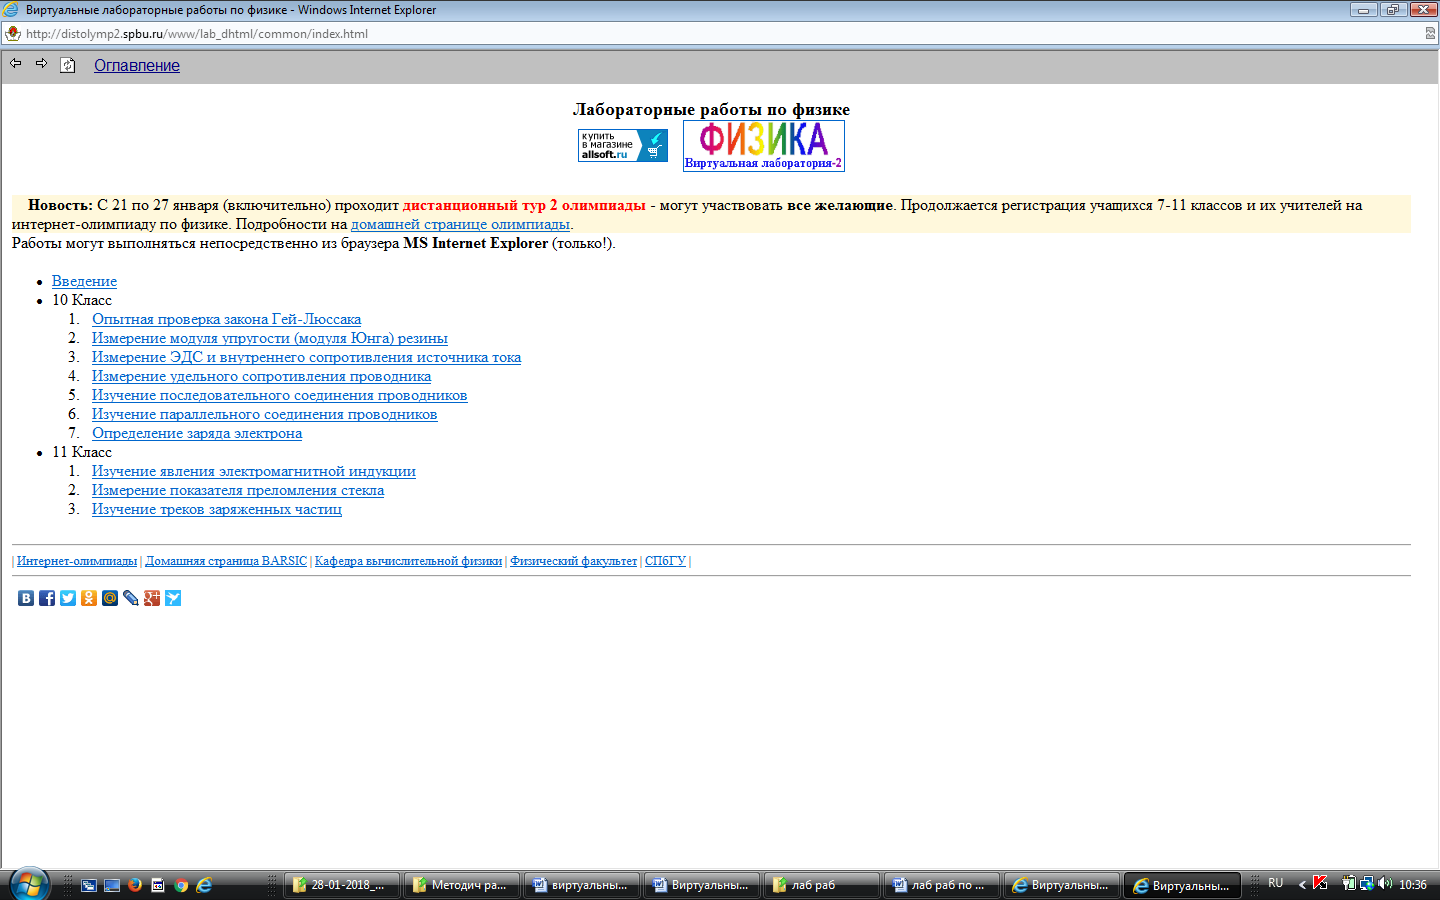 Виртуальные лабораторные работы по физике - Windows Internet Explorer
http://distolymp2.spbu.ru/www/lab_dhtml/common/index.html
Оглавление
Лабораторные работы по физике
купить
в магазине
allsoft.ru
ФИЗИКА
Виртуальная лаборатория-2
Новость: С 21 по 27 января (включительно) проходит дистанционный тур 2 олимпиады - могут участвовать все желающие. Продолжается регистрация учащихся 7-11 классов и их учителей на
интернет-олимпиаду по физике. Подробности на домашней странице олимпиады.
Работы могут выполняться непосредственно из браузера MS Internet Explorer (только!).
• Введение
• 10 Класс
1. Опытная проверка закона Гей-Люссака
2. Измерение модуля упругости (модуля Юнга) резины
3. Измерение ЭДС и внутреннего сопротивления источника тока
4. Измерение удельного сопротивления проводника
5. Изучение последовательного соединения проводников
6. Изучение параллельного соединения проводников
7. Определение заряда электрона
• 11 Класс
1. Изучение явления электромагнитной индукции
2. Измерение показателя преломления стекла
3. Изучение треков заряженных частиц
| Интернет-олимпиады | Домашняя страница BARSIC | Кафедра вычислительной физики | Физический факультет | СПбГУ |
28-01-2018_... Методич ра... виртуальны... Виртуальны... лаб раб лаб раб по ... Виртуальны... Виртуальны... RU 10:36